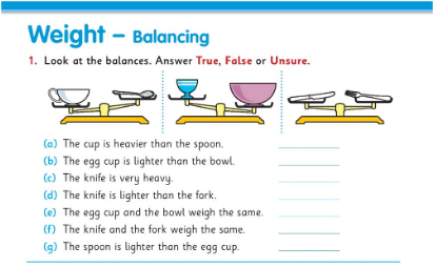 Weight – Balancing
1. Look at the balances. Answer True, False or Unsure.
(a) The cup is heavier than the spoon.
(b) The egg cup is lighter than the bowl.
(c) The knife is very heavy.
(d) The knife is lighter than the fork.
(e) The egg cup and the bowl weigh the same.
(f) The knife and the fork weigh the same.
(g) The spoon is lighter than the egg cup.